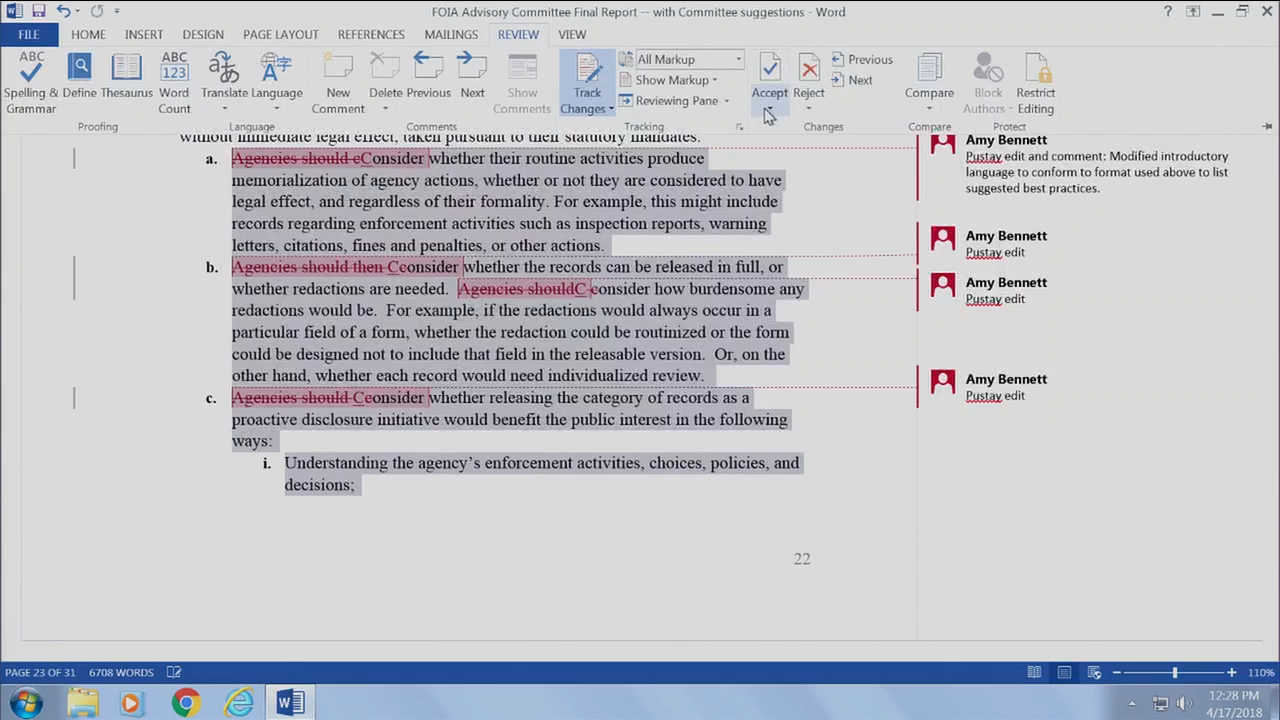 FOIA Advisory Committee Final Report -- with Committee suggestions - Word
FILE HOME INSERT DESIGN PAGE LAYOUT REFERENCES MAILINGS REVIEW VIEW
ABC Spelling & Grammar
Define
Thesaurus
ABC 123 Word Count
Translate
Language
New Comment
Delete
Previous
Next
Show Comments
Track Changes
All Markup
Show Markup
Reviewing Pane
Accept
Reject
Previous
Next
Compare
Block Authors
Restrict Editing
Proofing Language Comments Tracking Changes Compare Protect
without immediate legal effect, taken pursuant to their statutory mandates.
a. Agencies should cConsider whether their routine activities produce
memorialization of agency actions, whether or not they are considered to have
legal effect, and regardless of their formality. For example, this might include
records regarding enforcement activities such as inspection reports, warning
letters, citations, fines and penalties, or other actions.
b. Agencies should then Cconsider whether the records can be released in full, or
whether redactions are needed. Agencies shouldC consider how burdensome any
redactions would be. For example, if the redactions would always occur in a
particular field of a form, whether the redaction could be routinized or the form
could be designed not to include that field in the releasable version. Or, on the
other hand, whether each record would need individualized review.
c. Agencies should Cconsider whether releasing the category of records as a
proactive disclosure initiative would benefit the public interest in the following
ways:
i. Understanding the agency's enforcement activities, choices, policies, and
decisions;
22
Amy Bennett
Pustay edit and comment: Modified introductory
language to conform to format used above to list
suggested best practices.
Amy Bennett
Pustay edit
Amy Bennett
Pustay edit
Amy Bennett
Pustay edit
PAGE 23 OF 31 6708 WORDS 110%
12:28 PM
4/17/2018